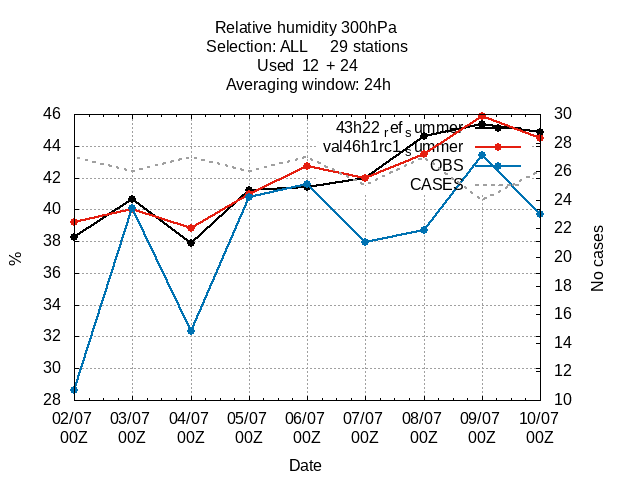 Relative humidity 300hPa
Selection: ALL 29 stations
Used 12 + 24
Averaging window: 24h
43h22refsummer
val46h1rc1summer
OBS
CASES
46
44
42
40
38
36
34
32
30
28
30
28
26
24
22
20
18
16
14
12
10
%
No cases
02/07 03/07 04/07 05/07 06/07 07/07 08/07 09/07 10/07
00Z 00Z 00Z 00Z 00Z 00Z 00Z 00Z 00Z
Date